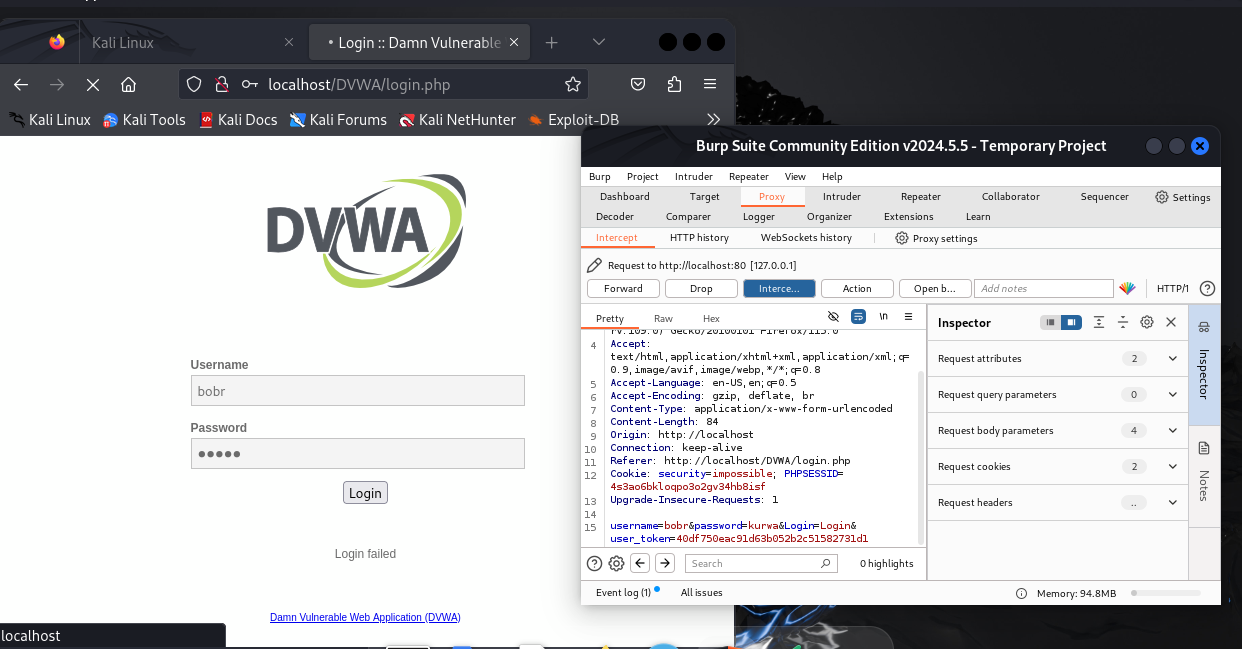 Kali Linux
Login :: Damn Vulnerable
localhost/DVWA/login.php
Kali Linux
Kali Tools
Kali Docs
Kali Forums
Kali NetHunter
Exploit-DB
DVWA
Username
bobr
Password
•••••
Login
Login failed
Damn Vulnerable Web Application (DVWA)
localhost
Burp Suite Community Edition v2024.5.5 - Temporary Project
Burp Project Intruder Repeater View Help
Dashboard Target Proxy Intruder Repeater Collaborator Sequencer Settings
Decoder Comparer Logger Organizer Extensions Learn
Intercept HTTP history WebSockets history Proxy settings
Request to http://localhost:80 [127.0.0.1]
Forward Drop Interce... Action Open b... Add notes HTTP/1
Pretty Raw Hex \n
rv:109.0) Gecko/20100101 Firefox/115.0
4 Accept:
text/html,application/xhtml+xml,application/xml;q=
0.9,image/avif,image/webp,*/*;q=0.8
5 Accept-Language: en-US,en;q=0.5
6 Accept-Encoding: gzip, deflate, br
7 Content-Type: application/x-www-form-urlencoded
8 Content-Length: 84
9 Origin: http://localhost
10 Connection: keep-alive
11 Referer: http://localhost/DVWA/login.php
12 Cookie: security=impossible; PHPSESSID=
4s3ao6bkloqpo3o2gv34hb8isf
13 Upgrade-Insecure-Requests: 1
14
15 username=bobr&password=kurwa&Login=Login&
user_token=40df750eac91d63b052b2c51582731d1
Search
0 highlights
Inspector
Request attributes 2
Request query parameters 0
Request body parameters 4
Request cookies 2
Request headers ..
Inspector
Notes
Event log (1) All issues
Memory: 94.8MB